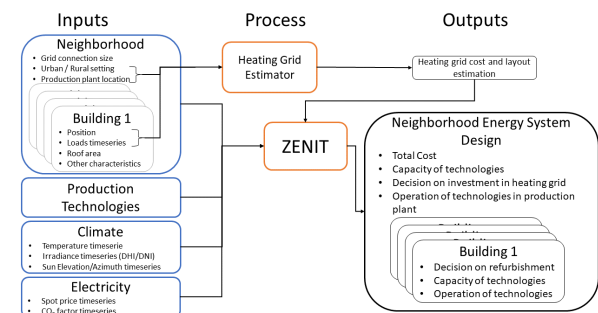 Inputs
Process
Outputs
Neighborhood
• Grid connection size
• Urban / Rural setting
• Production plant location
Building 1
• Position
• Loads timeseries
• Roof area
• Other characteristics
Production
Technologies
Climate
• Temperature timeserie
• Irradiance timeseries (DHI/DNI)
• Sun Elevation/Azimuth timeseries
Electricity
• Spot price timeseries
• CO₂ factor timeseries
Heating Grid
Estimator
ZENIT
Heating grid cost and layout
estimation
Neighborhood Energy System
Design
• Total Cost
• Capacity of technologies
• Decision on investment in heating grid
• Operation of technologies in production
plant
Building 1
• Decision on refurbishment
• Capacity of technologies
• Operation of technologies